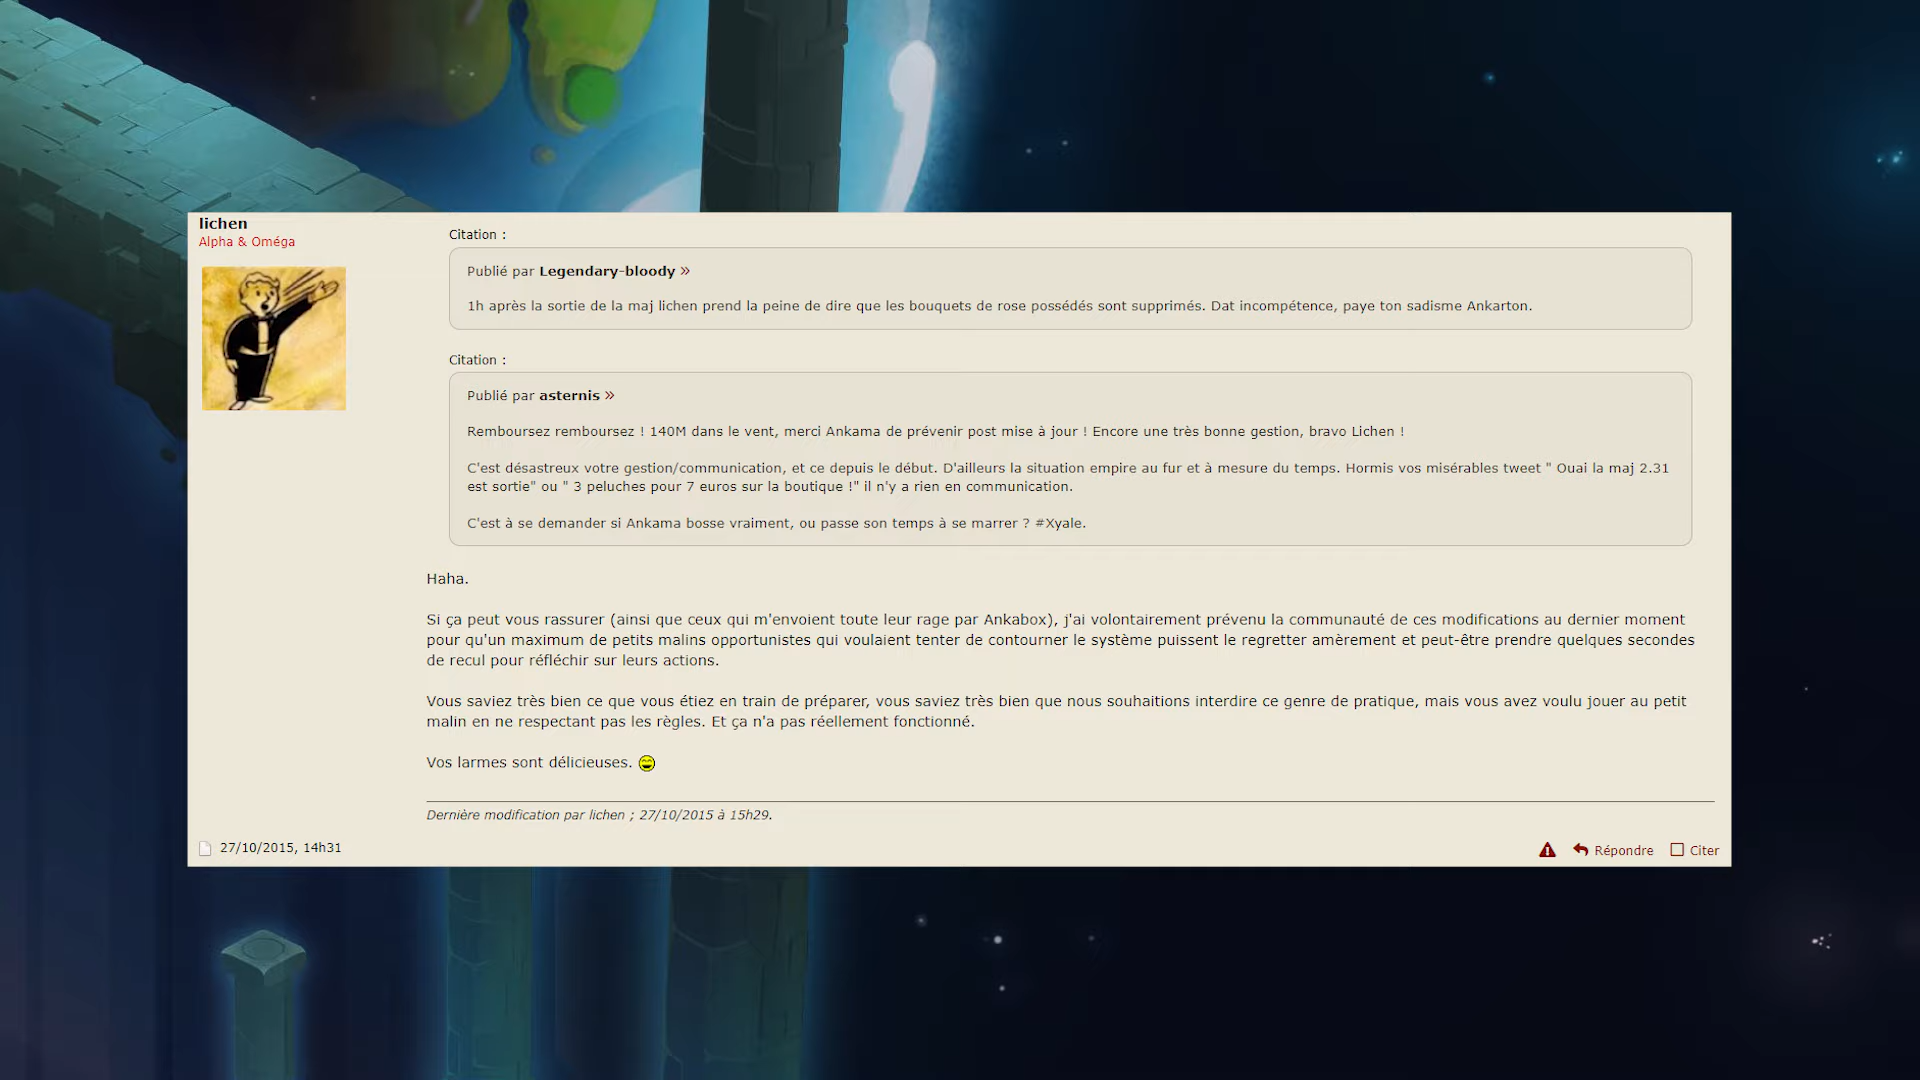 lichen
Alpha & Oméga
Citation :
Publié par Legendary-bloody »
1h après la sortie de la maj lichen prend la peine de dire que les bouquets de rose possédés sont supprimés. Dat incompétence, paye ton sadisme Ankarton.
Citation :
Publié par asternis »
Remboursez remboursez ! 140M dans le vent, merci Ankama de prévenir post mise à jour ! Encore une très bonne gestion, bravo Lichen !
C'est désastreux votre gestion/communication, et ce depuis le début. D'ailleurs la situation empire au fur et à mesure du temps. Hormis vos misérables tweet " Ouai la maj 2.31
est sortie" ou " 3 peluches pour 7 euros sur la boutique !" il n'y a rien en communication.
C'est à se demander si Ankama bosse vraiment, ou passe son temps à se marrer ? #Xyale.
Haha.
Si ça peut vous rassurer (ainsi que ceux qui m'envoient toute leur rage par Ankabox), j'ai volontairement prévenu la communauté de ces modifications au dernier moment
pour qu'un maximum de petits malins opportunistes qui voulaient tenter de contourner le système puissent le regretter amèrement et peut-être prendre quelques secondes
de recul pour réfléchir sur leurs actions.
Vous saviez très bien ce que vous étiez en train de préparer, vous saviez très bien que nous souhaitions interdire ce genre de pratique, mais vous avez voulu jouer au petit
malin en ne respectant pas les règles. Et ça n'a pas réellement fonctionné.
Vos larmes sont délicieuses.
Dernière modification par lichen ; 27/10/2015 à 15h29.
27/10/2015, 14h31
Répondre
Citer